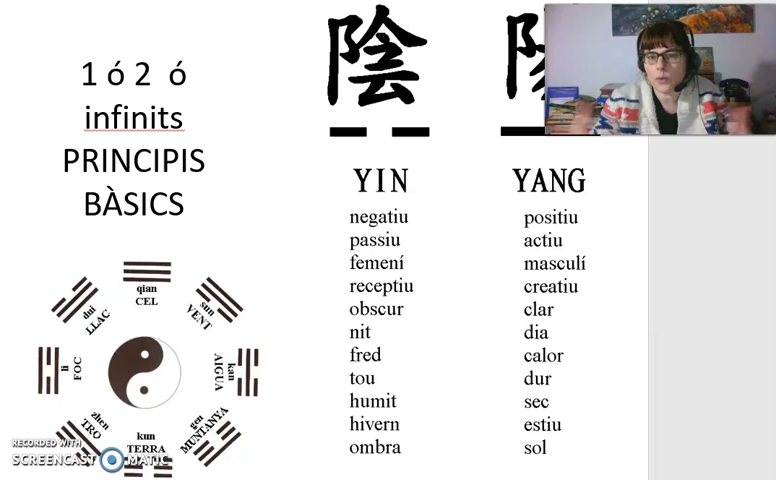 1 ó 2 ó
infinits
PRINCIPIS
BÀSICS
陰
YIN
negatiu
passiu
femení
receptiu
obscur
nit
fred
tou
humit
hivern
ombra
YANG
positiu
actiu
masculí
creatiu
clar
dia
calor
dur
sec
estiu
sol
qian
CEL
sun
VENT
kan
AIGUA
gen
MUNTANYA
kun
TERRA
zhen
TRO
li
FOC
dui
LLAC
RECORDED WITH
SCREENCAST MATIC